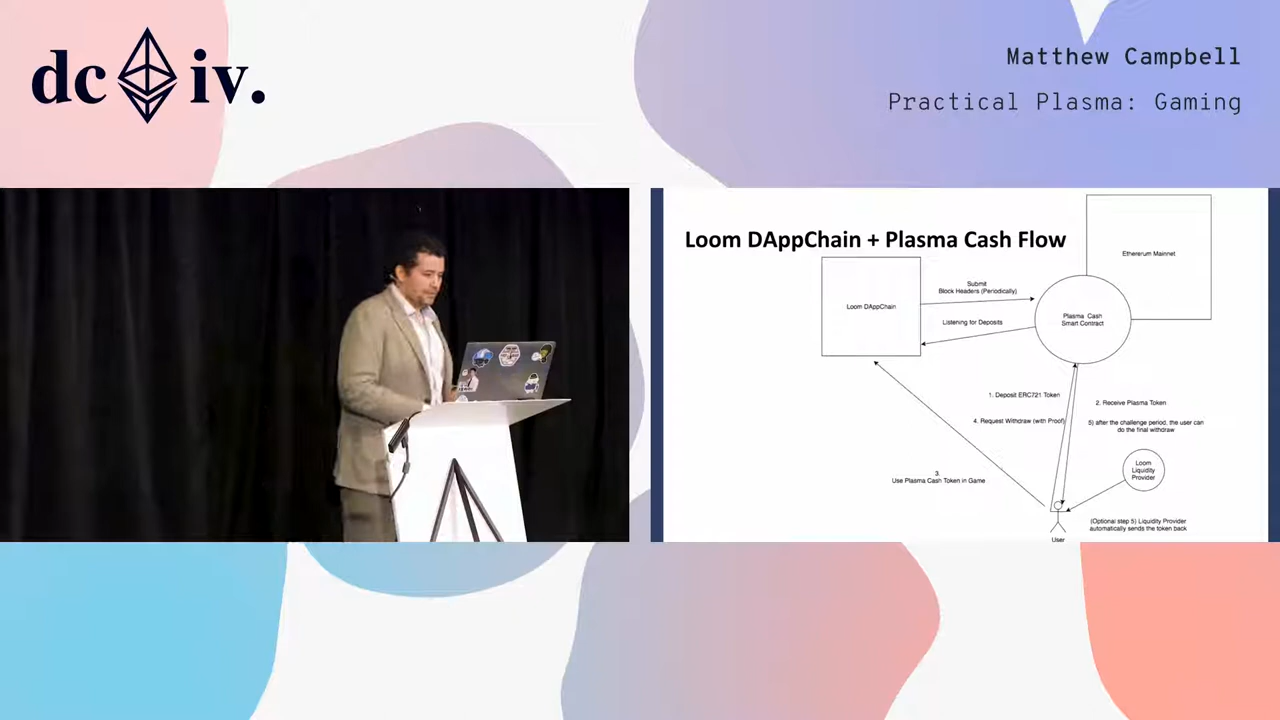 dc iv.
Matthew Campbell
Practical Plasma: Gaming
Loom DAppChain + Plasma Cash Flow
Ethererum Mainnet
Submit
Block Headers (Periodically)
Loom DAppChain
Plasma Cash
Smart Contract
Listening for Deposits
1. Deposit ERC721 Token
2. Receive Plasma Token
4. Request Withdraw (with Proof)
5) after the challenge period, the user can
do the final withdraw
3.
Use Plasma Cash Token in Game
Loom
Liquidity
Provider
(Optional step 5) Liquidity Provider
automatically sends the token back
User